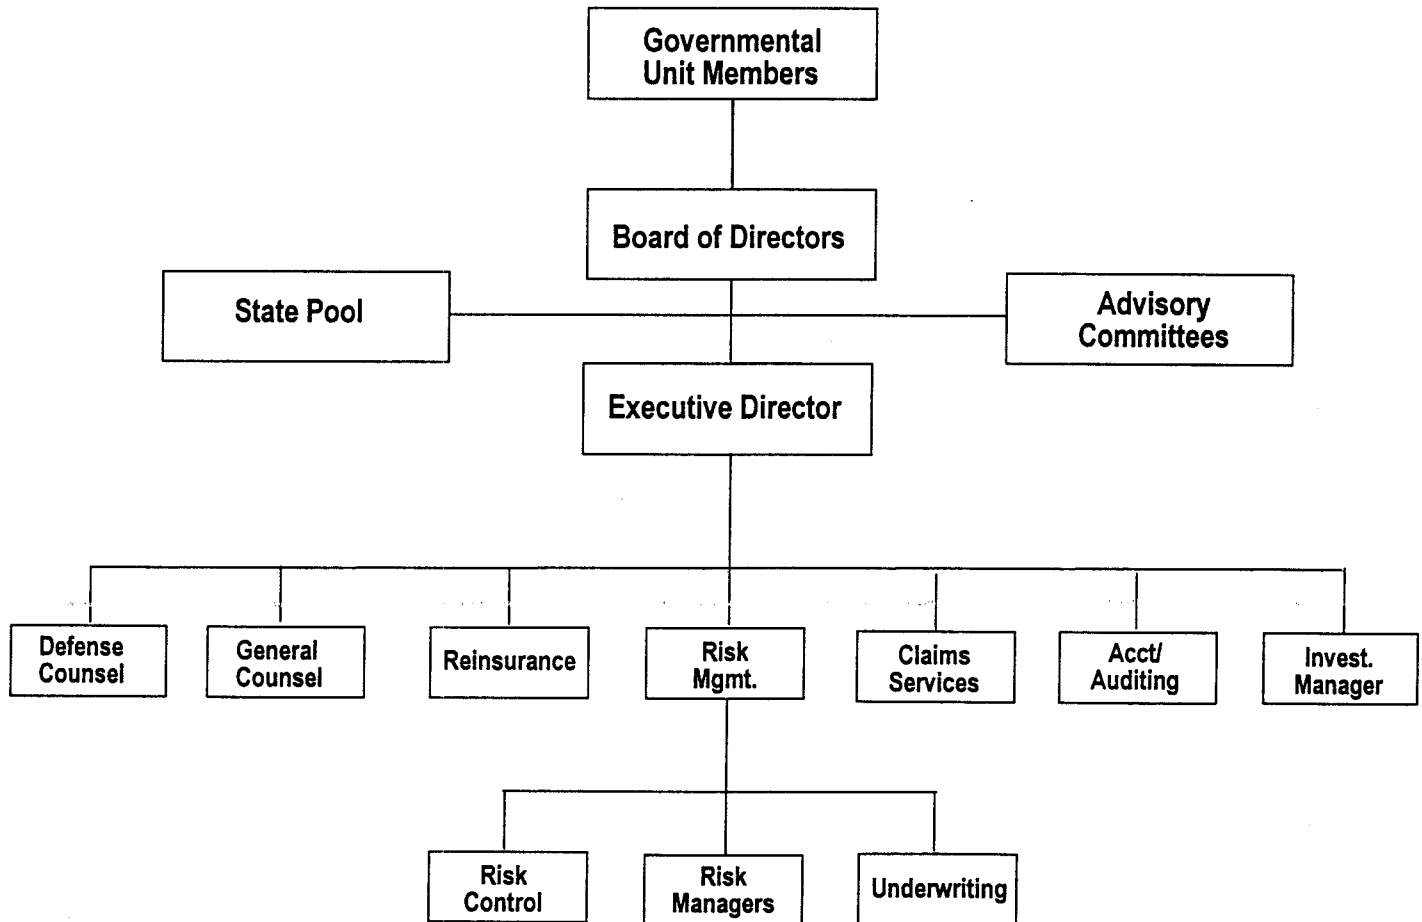 Governmental
Unit Members
Board of Directors
State Pool
Advisory
Committees
Executive Director
Defense
Counsel
General
Counsel
Reinsurance
Risk
Mgmt.
Claims
Services
Acct/
Auditing
Invest.
Manager
Risk
Control
Risk
Managers
Underwriting